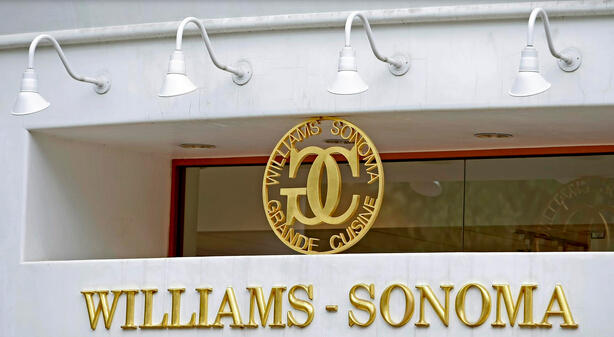 WILLIAMS SONOMA
GC
GRANDE CUISINE
WILLIAMS-SONOMA